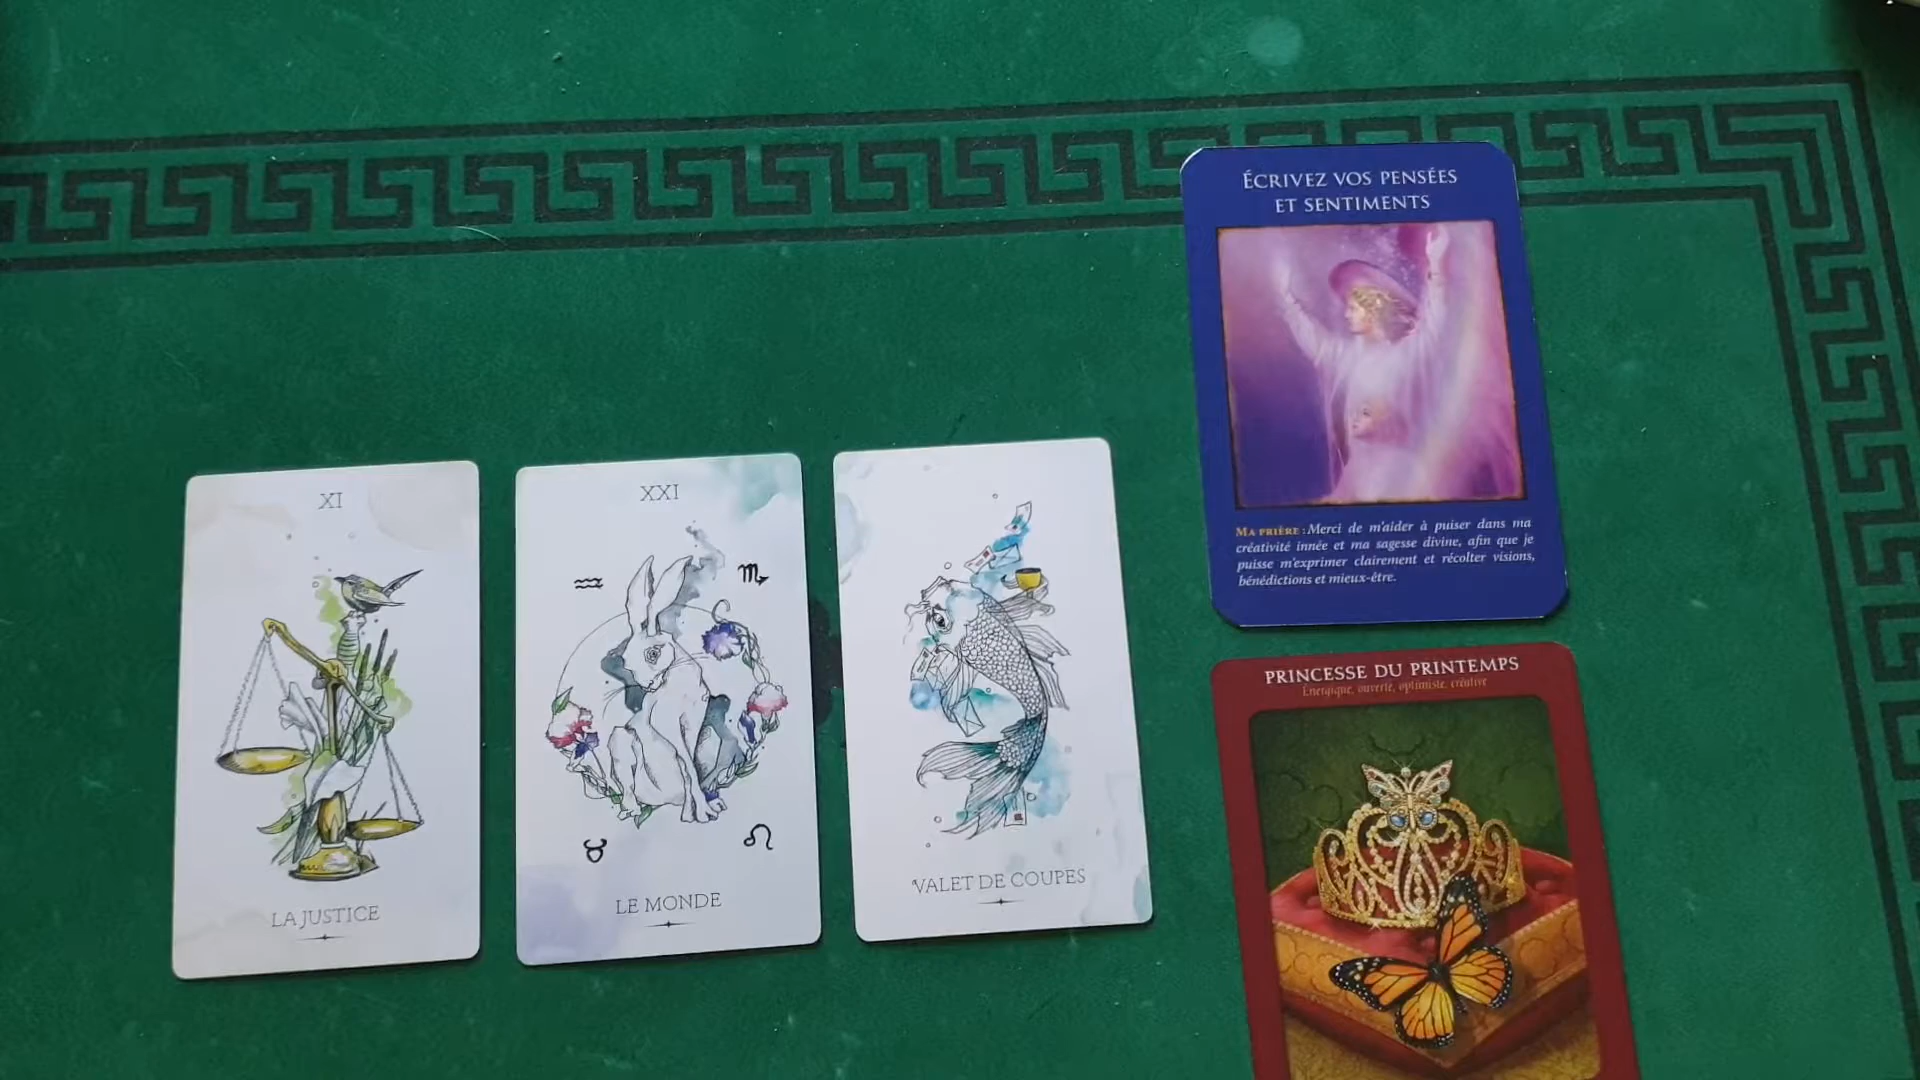 XI
LA JUSTICE
XXI
LE MONDE
VALET DE COUPES
ÉCRIVEZ VOS PENSÉES
ET SENTIMENTS
MA PRIÈRE : Merci de m'aider à puiser dans ma
créativité innée et ma sagesse divine, afin que je
puisse m'exprimer clairement et récolter visions,
bénédictions et mieux-être.
PRINCESSE DU PRINTEMPS
Énergique, ouverte, optimiste, créative